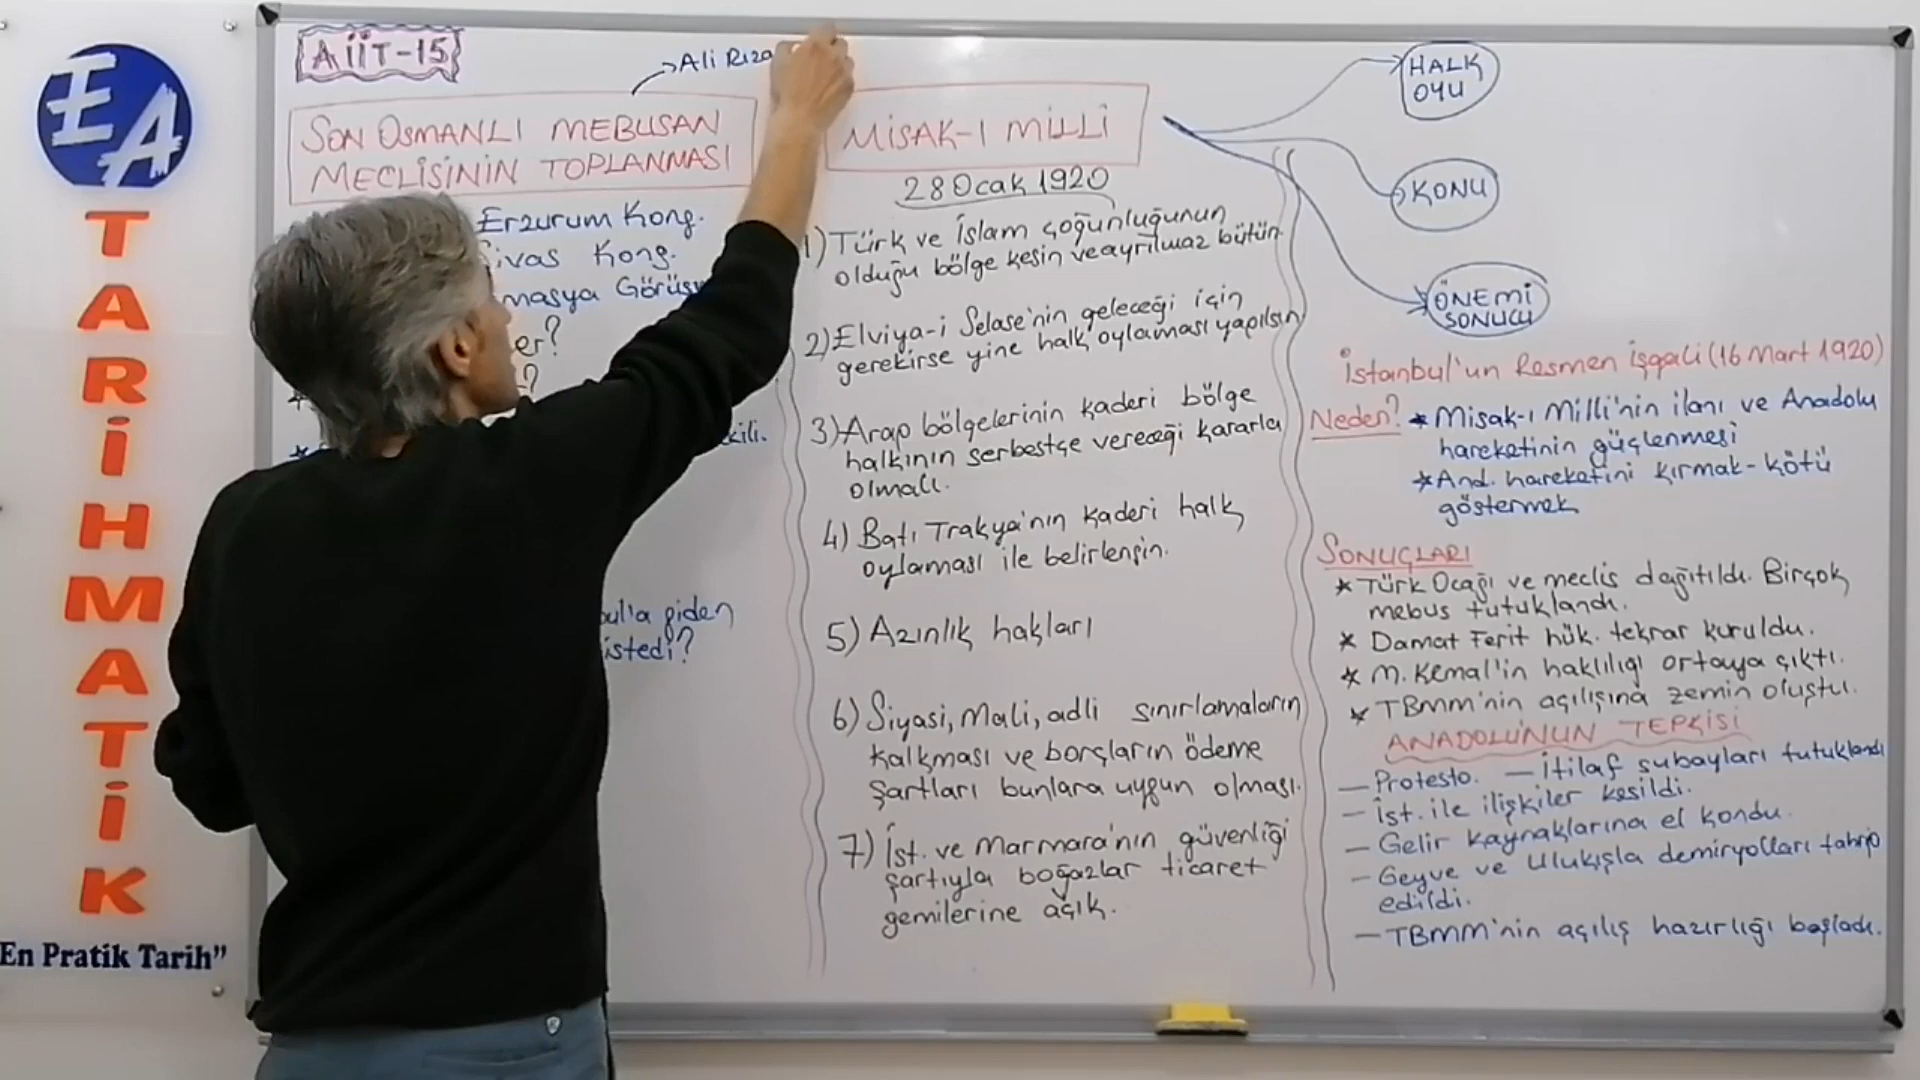 EA
TARİHMATİK
En Pratik Tarih”
AİİT-15
Ali Rıza
SON OSMANLI MEBUSAN
MECLİSİNİN TOPLANMASI
Erzurum Kong.
Kong.
er?
istedi?
giden
MİSAK-I MİLLİ
28 Ocak 1920
1) Türk ve İslam çoğunluğunun
olduğu bölge kesin ve ayrılmaz bütün.
2) Elviya-i Selase'nin geleceği için
gerekirse yine halk oylaması yapılsın
3) Arap bölgelerinin kaderi bölge
halkının serbestçe vereceği kararla
olmalı.
4) Batı Trakya'nın kaderi halk
oylaması ile belirlensin.
5) Azınlık hakları
6) Siyasi, Mali, adli sınırlamaların
kalkması ve borçların ödeme
şartları bunlara uygun olması.
7) İst. ve Marmara'nın güvenliği
şartıyla boğazlar ticaret
gemilerine açık.
HALK
OYU
KONU
ÖNEMİ
SONUCU
İstanbul'un Resmen İşgali (16 Mart 1920)
Neden? * Misak-ı Milli'nin ilanı ve Anadolu
hareketinin güçlenmesi
* And. hareketini kırmak-kötü
göstermek
SONUÇLARI
* Türk Ocağı ve meclis dağıtıldı. Birçok
mebus tutuklandı.
* Damat Ferit hük. tekrar kuruldu.
* M. Kemal'in haklılığı ortaya çıktı.
* TBMM'nin açılışına zemin oluştu.
ANADOLU'NUN TEPKİSİ
— Protesto. — İtilaf subayları tutuklandı
— İst. ile ilişkiler kesildi.
— Gelir kaynaklarına el kondu.
— Geyve ve Ulukışla demiryolları tahrip
edildi.
— TBMM'nin açılış hazırlığı başladı.